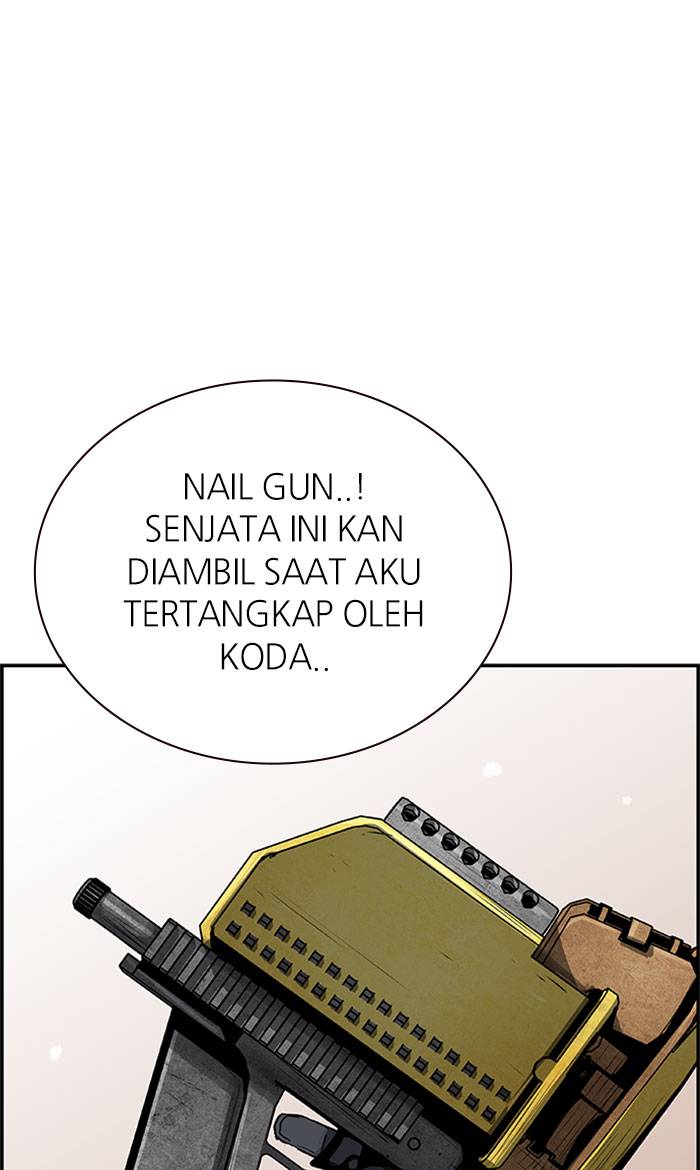 NAIL GUN..!
SENJATA INI KAN
DIAMBIL SAAT AKU
TERTANGKAP OLEH
KODA..